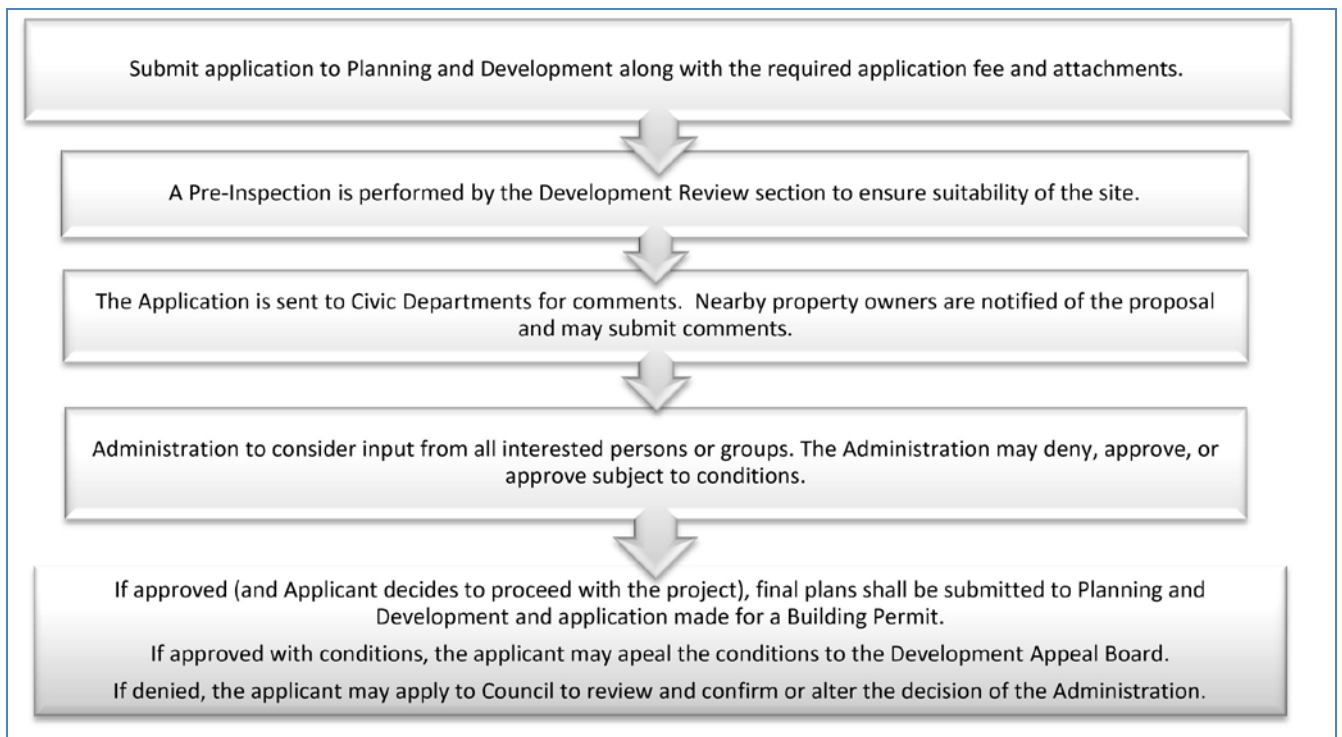 Submit application to Planning and Development along with the required application fee and attachments.
A Pre-Inspection is performed by the Development Review section to ensure suitability of the site.
The Application is sent to Civic Departments for comments.  Nearby property owners are notified of the proposal
and may submit comments.
Administration to consider input from all interested persons or groups. The Administration may deny, approve, or
approve subject to conditions.
If approved (and Applicant decides to proceed with the project), final plans shall be submitted to Planning and
Development and application made for a Building Permit.
If approved with conditions, the applicant may apeal the conditions to the Development Appeal Board.
If denied, the applicant may apply to Council to review and confirm or alter the decision of the Administration.